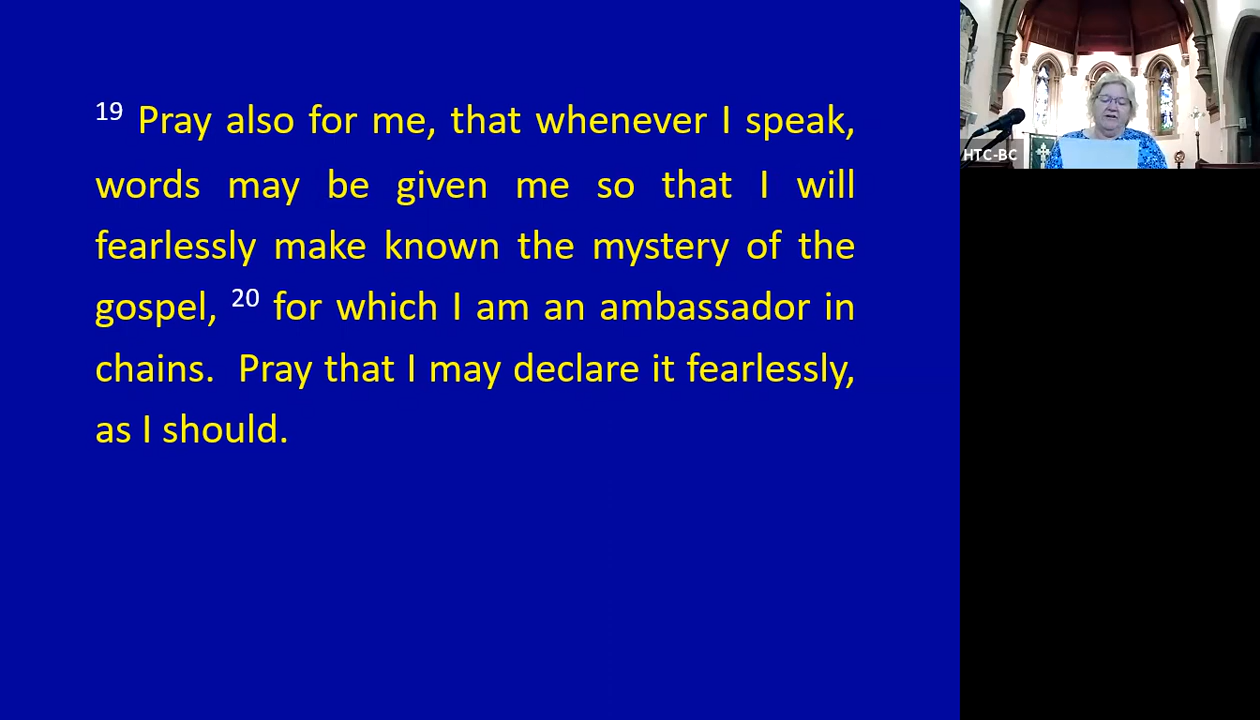 19 Pray also for me, that whenever I speak,
words may be given me so that I will
fearlessly make known the mystery of the
gospel, 20 for which I am an ambassador in
chains. Pray that I may declare it fearlessly,
as I should.
HTC-BC